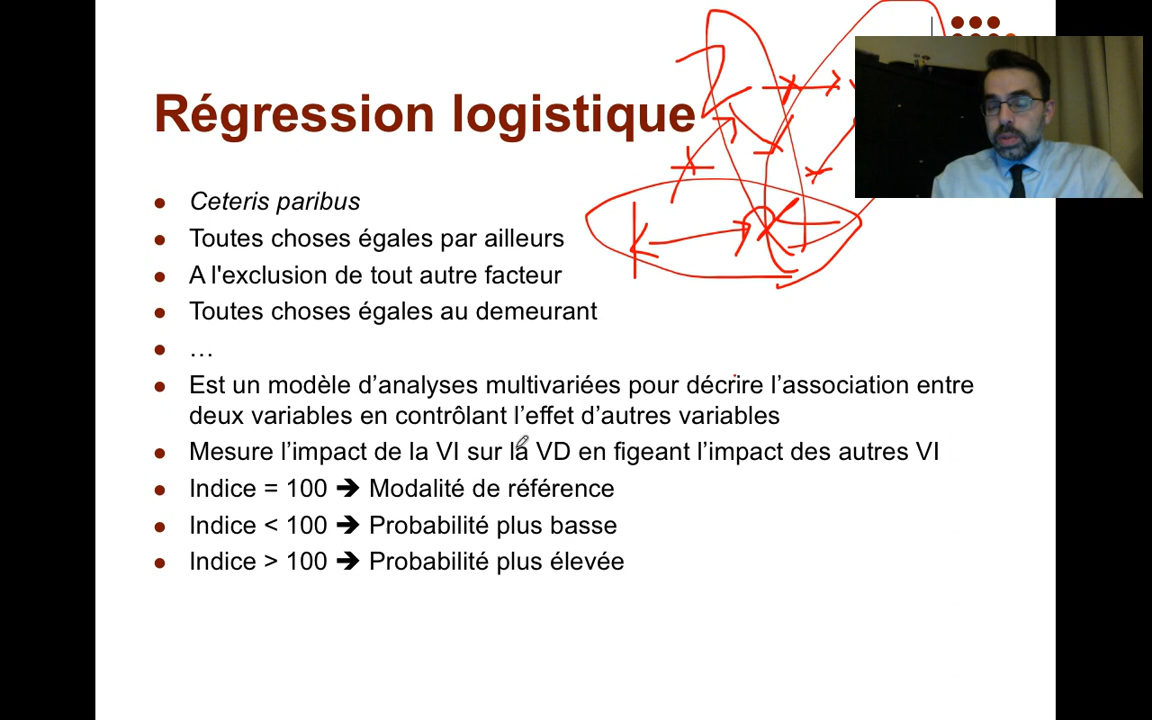 Régression logistique
Ceteris paribus
Toutes choses égales par ailleurs
A l'exclusion de tout autre facteur
Toutes choses égales au demeurant
…
Est un modèle d’analyses multivariées pour décrire l’association entre
deux variables en contrôlant l’effet d’autres variables
Mesure l’impact de la VI sur la VD en figeant l’impact des autres VI
Indice = 100 ➔ Modalité de référence
Indice < 100 ➔ Probabilité plus basse
Indice > 100 ➔ Probabilité plus élevée